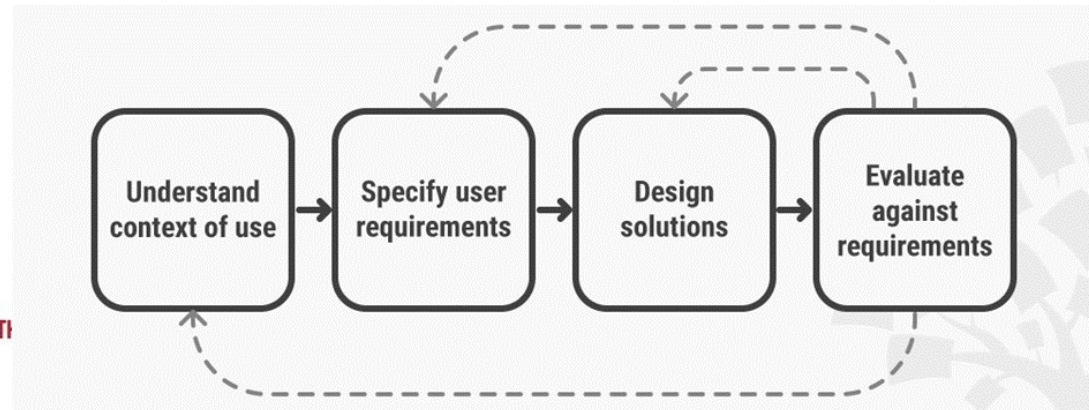 Understand
context of use
Specify user
requirements
Design
solutions
Evaluate
against
requirements